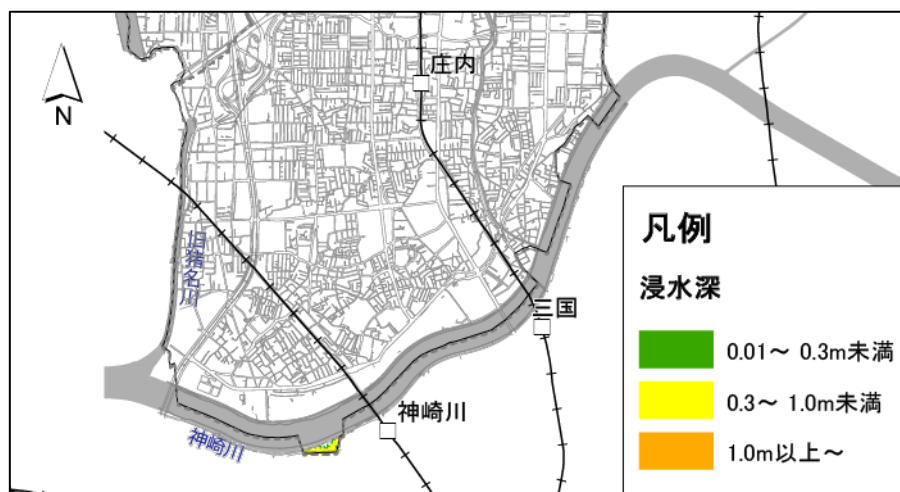 庄内
N
旧猪名川
三国
神崎川
神崎川
凡例
浸水深
0.01～ 0.3m未満
0.3～ 1.0m未満
1.0m以上～